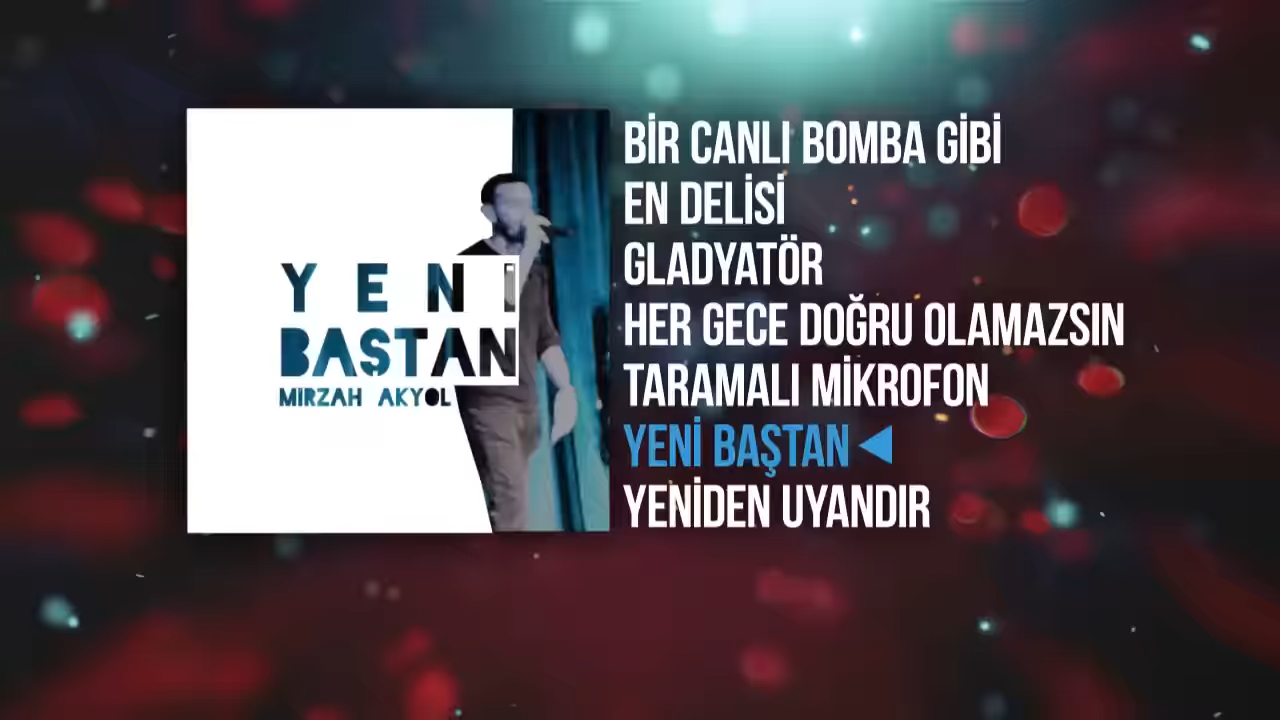 YENİ
BAŞTAN
MIRZAH AKYOL
BİR CANLI BOMBA GİBİ
EN DELİSİ
GLADYATÖR
HER GECE DOĞRU OLAMAZSIN
TARAMALI MİKROFON
YENİ BAŞTAN
YENİDEN UYANDIR